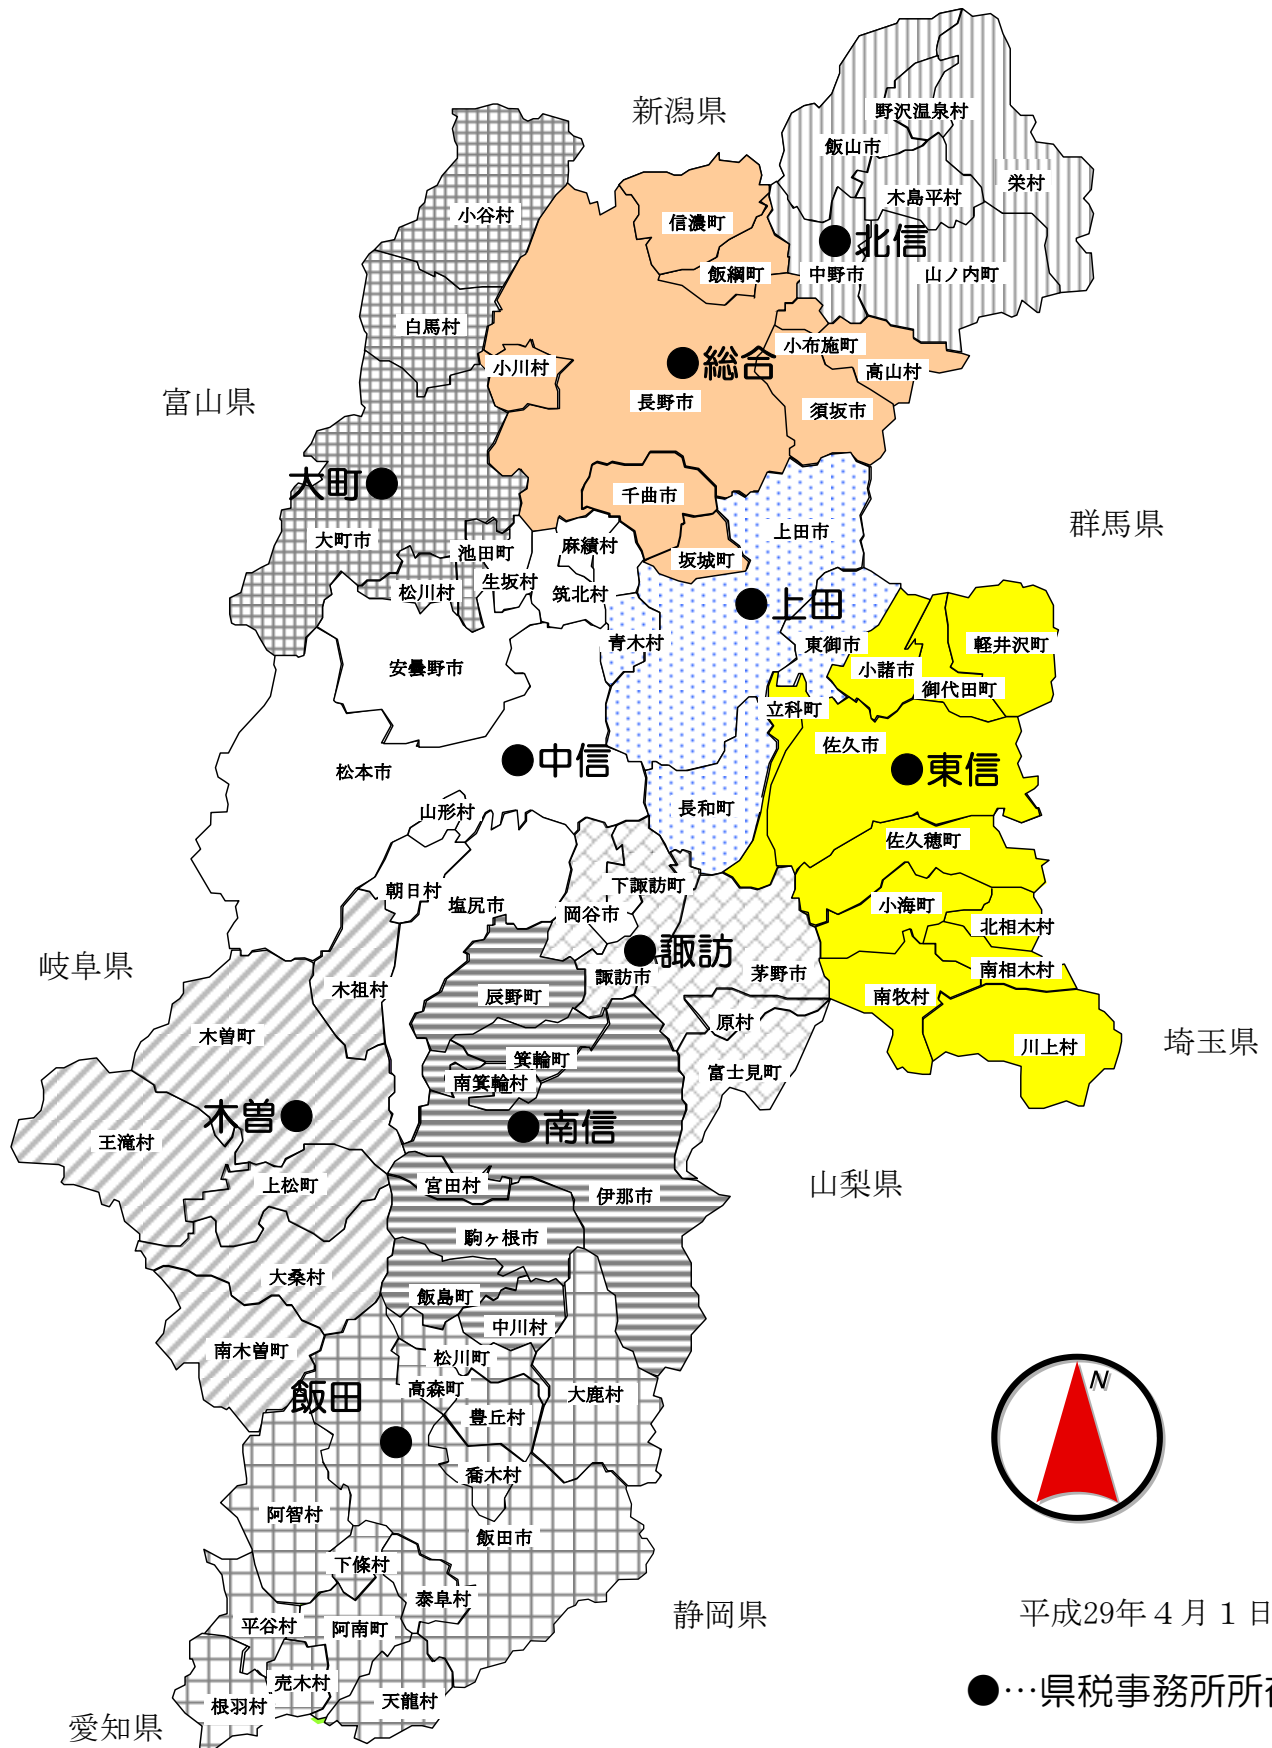 新潟県
野沢温泉村
飯山市
栄村
木島平村
小谷村
信濃町
●北信
飯綱町
中野市
山ノ内町
白馬村
小布施町
●総合
小川村
高山村
富山県
長野市
須坂市
大町●
千曲市
群馬県
上田市
大町市
麻績村
池田町
坂城町
生坂村
松川村
筑北村
●上田
青木村
東御市
軽井沢町
安曇野市
小諸市
御代田町
立科町
佐久市
●中信
●東信
松本市
長和町
山形村
佐久穂町
下諏訪町
朝日村
塩尻市
岡谷市
小海町
北相木村
●諏訪
岐阜県
諏訪市
茅野市
南相木村
木祖村
辰野町
南牧村
原村
木曽町
川上村
埼玉県
箕輪町
富士見町
南箕輪村
木曽●
●南信
王滝村
上松町
宮田村
伊那市
山梨県
駒ヶ根市
大桑村
飯島町
中川村
南木曽町
松川町
N
飯田
●
高森町
大鹿村
豊丘村
喬木村
阿智村
飯田市
下條村
泰阜村
平谷村
阿南町
静岡県
平成29年4月1日
売木村
根羽村
天龍村
●…県税事務所所
愛知県